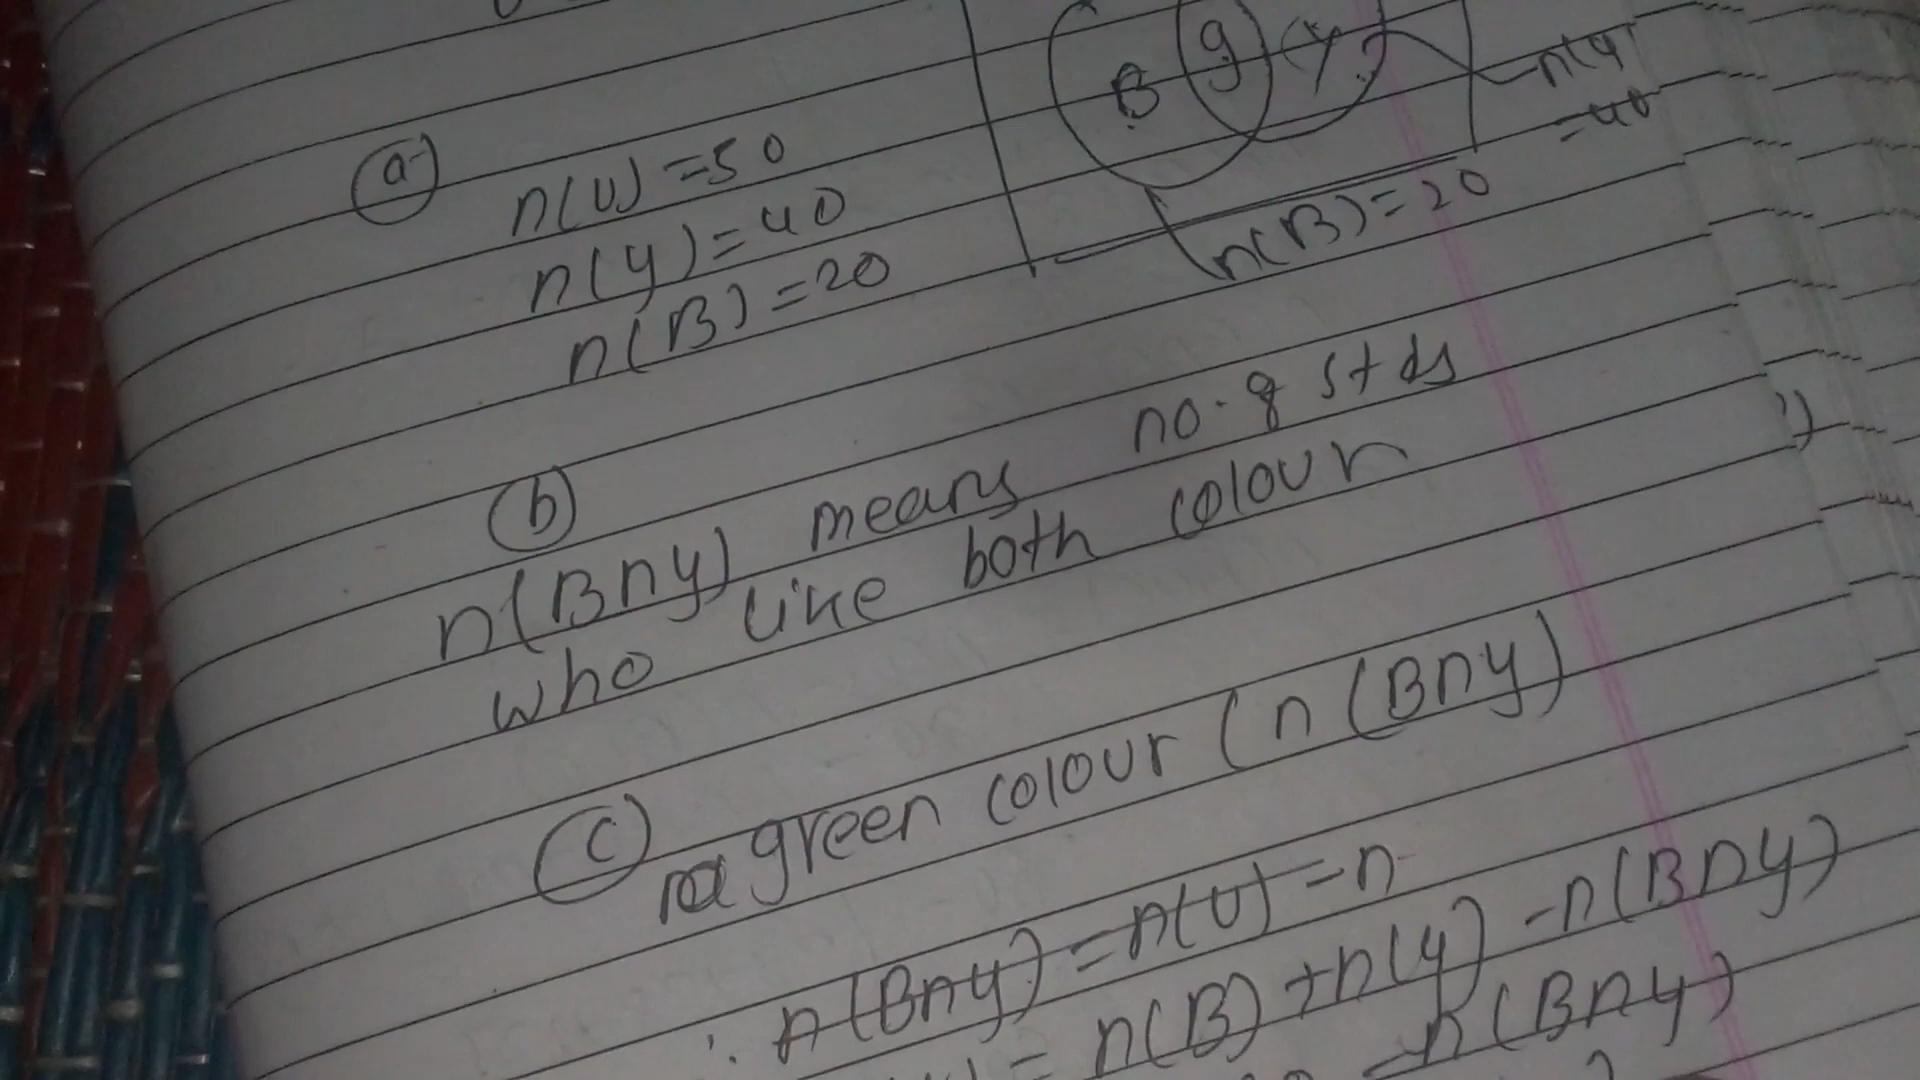 B g y
n(y
=40
n(B)=20
(a)
n(U)=50
n(y)=40
n(B)=20
(b)
n(B∩y) means no. of stds
who like both colour
(c)
green colour (n(B∩y)
∴ n(B∩y)=n(U)=n
= n(B)+n(y)-n(B∩y)
-n(B∩y)